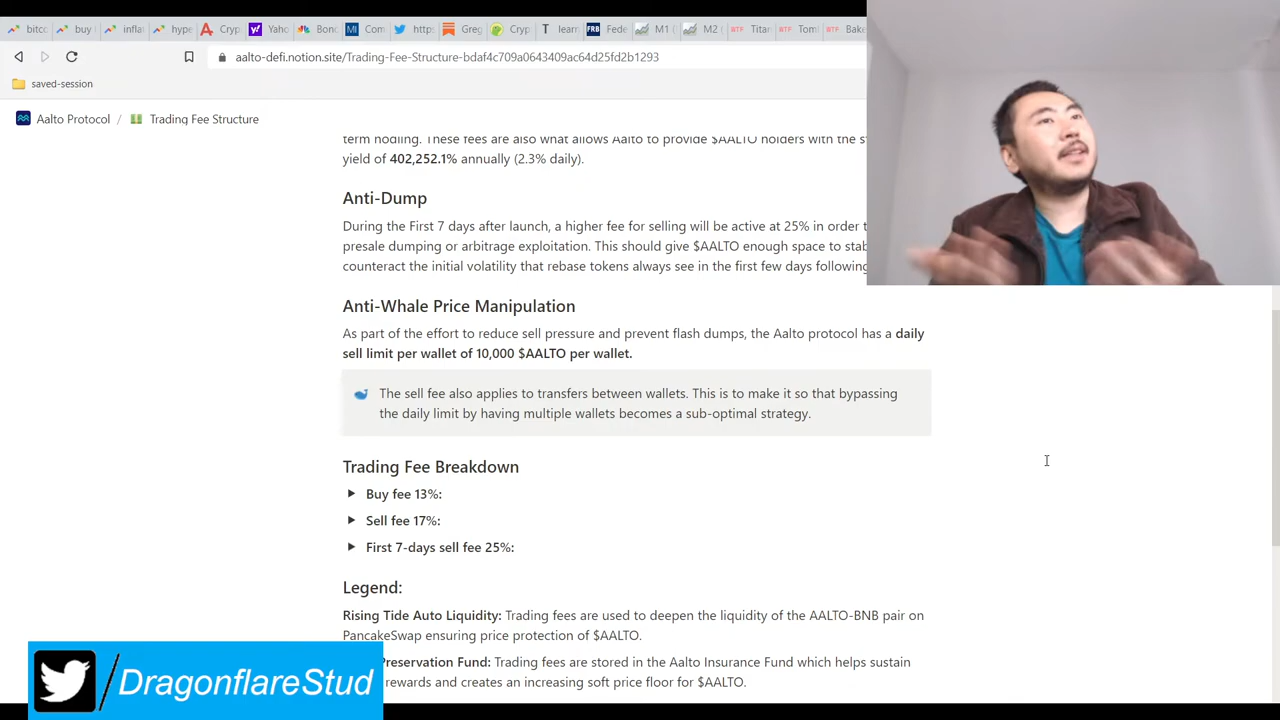 bitco
buy
infla
hype
Cryp
Yaho
Bonc
Com
http:
Greg
Cryp
learn
Fede
M1 (
M2 (
Titar
Tom
Bake
aalto-defi.notion.site/Trading-Fee-Structure-bdaf4c709a0643409ac64d25fd2b1293
saved-session
Aalto Protocol / Trading Fee Structure
term hodling. These fees are also what allows Aalto to provide $AALTO holders with the s
yield of 402,252.1% annually (2.3% daily).
Anti-Dump
During the First 7 days after launch, a higher fee for selling will be active at 25% in order t
presale dumping or arbitrage exploitation. This should give $AALTO enough space to stab
counteract the initial volatility that rebase tokens always see in the first few days following
Anti-Whale Price Manipulation
As part of the effort to reduce sell pressure and prevent flash dumps, the Aalto protocol has a daily
sell limit per wallet of 10,000 $AALTO per wallet.
The sell fee also applies to transfers between wallets. This is to make it so that bypassing
the daily limit by having multiple wallets becomes a sub-optimal strategy.
Trading Fee Breakdown
Buy fee 13%:
Sell fee 17%:
First 7-days sell fee 25%:
Legend:
Rising Tide Auto Liquidity: Trading fees are used to deepen the liquidity of the AALTO-BNB pair on
PancakeSwap ensuring price protection of $AALTO.
Preservation Fund: Trading fees are stored in the Aalto Insurance Fund which helps sustain
rewards and creates an increasing soft price floor for $AALTO.
/DragonflareStud